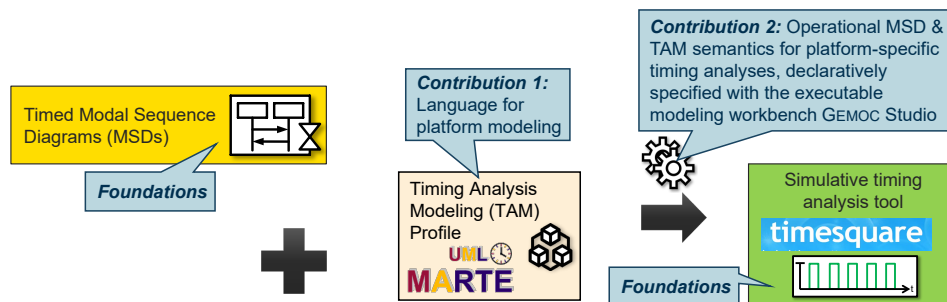 Timed Modal Sequence
Diagrams (MSDs)
Foundations
Contribution 1:
Language for
platform modeling
Timing Analysis
Modeling (TAM)
Profile
UML
MARTE
Contribution 2: Operational MSD &
TAM semantics for platform-specific
timing analyses, declaratively
specified with the executable
modeling workbench GEMOC Studio
Simulative timing
analysis tool
timesquare
Foundations
t